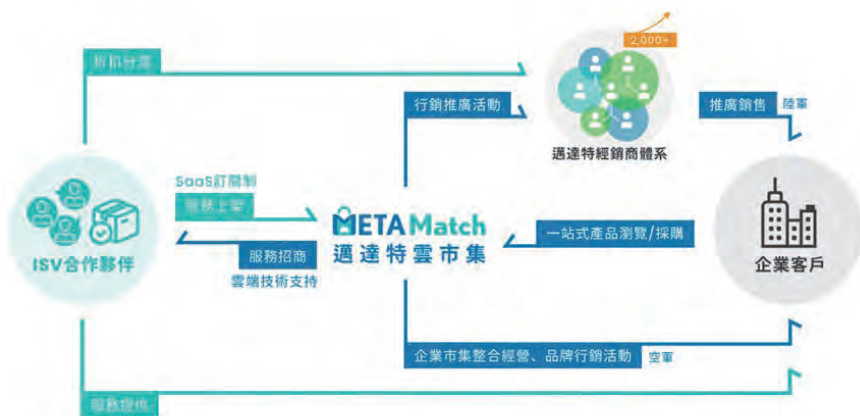 2,000+
折扣分潤
行銷推廣活動
推廣銷售
陸軍
邁達特經銷商體系
SaaS訂閱制
服務上架
METAMatch
邁達特雲市集
一站式產品瀏覽/採購
服務招商
雲端技術支持
ISV合作夥伴
企業客戶
企業市集整合經營、品牌行銷活動
空軍
服務提供